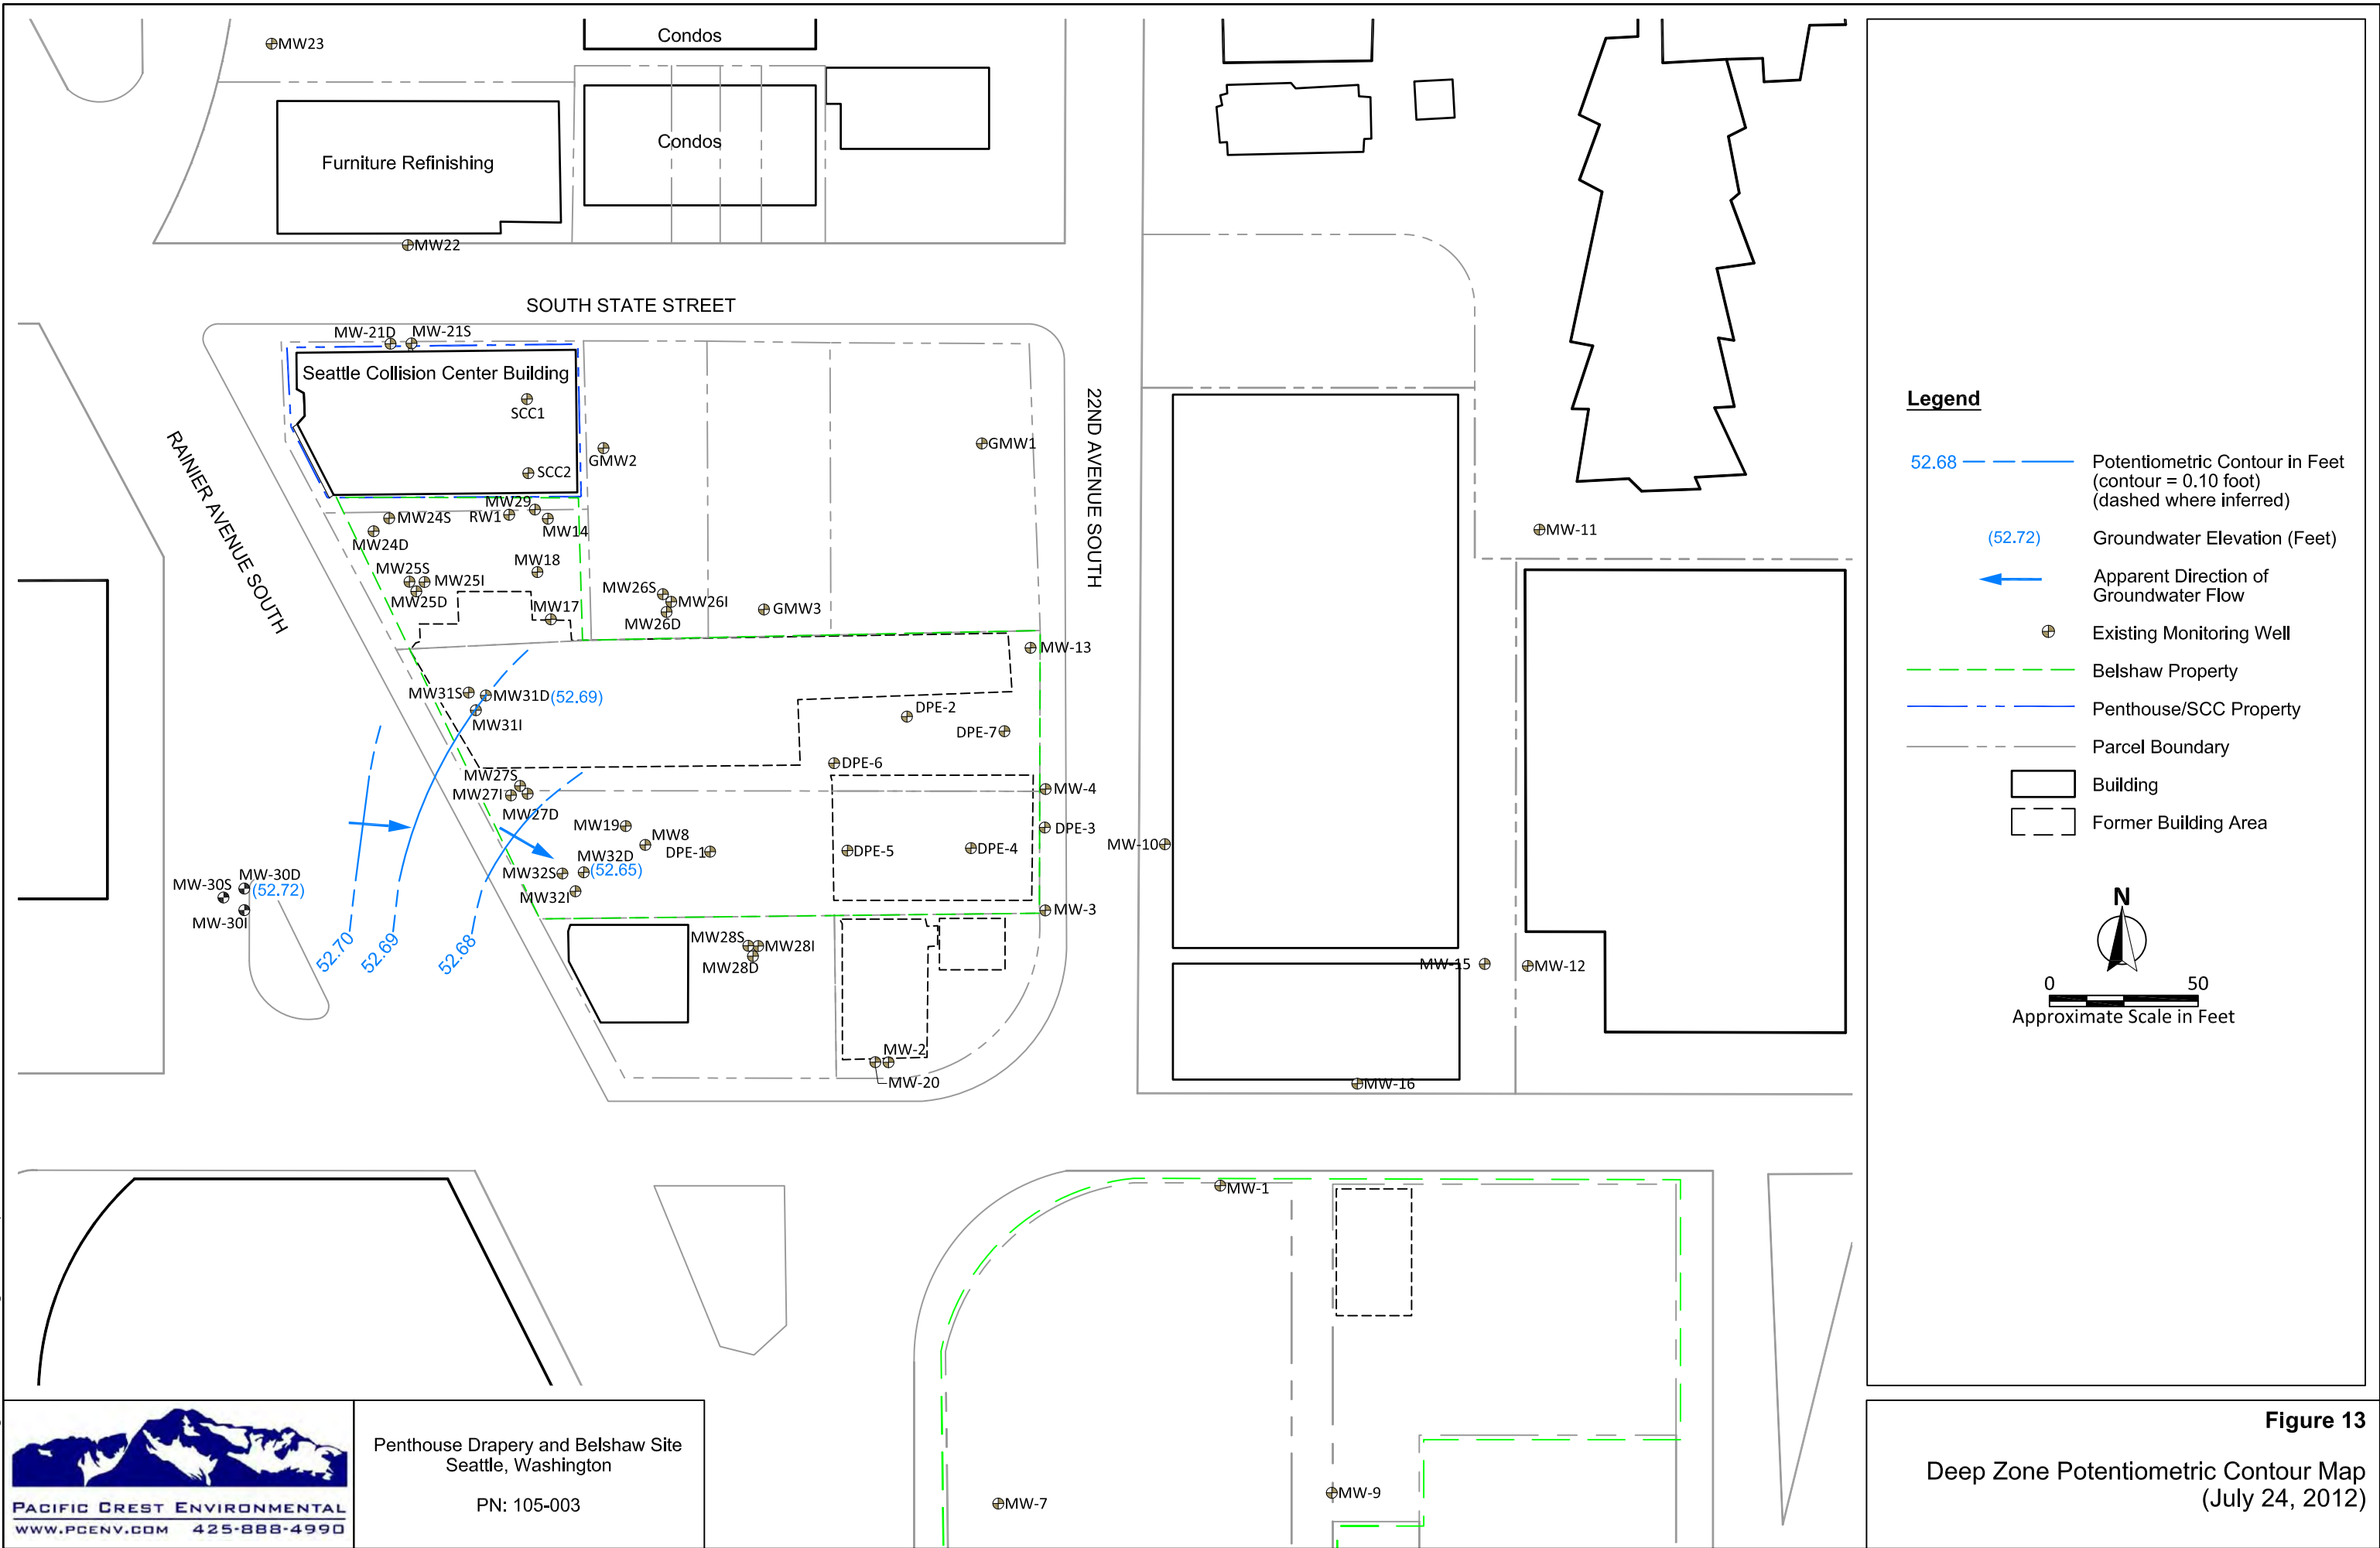 MW23
Condos
Furniture Refinishing
Condos
MW22
SOUTH STATE STREET
MW-21D
MW-21S
Seattle Collision Center Building
SCC1
SCC2
GMW2
GMW1
22ND AVENUE SOUTH
RAINIER AVENUE SOUTH
MW24S
MW24D
MW29
RW1
MW14
MW18
MW25S
MW25I
MW25D
MW17
MW26S
MW26I
MW26D
GMW3
MW-13
MW-11
MW31S
MW31D(52.69)
MW31I
DPE-2
DPE-7
DPE-6
MW27S
MW27I
MW27D
MW-4
MW19
MW8
DPE-1
DPE-5
DPE-4
DPE-3
MW-10
MW32D
(52.65)
MW32S
MW32I
MW-30S
MW-30D
(52.72)
MW-30I
52.70
52.69
52.68
MW-3
MW28S
MW28I
MW28D
MW-15
MW-12
MW-2
MW-20
MW-16
MW-1
MW-7
MW-9
Legend
52.68
Potentiometric Contour in Feet
(contour = 0.10 foot)
(dashed where inferred)
(52.72)
Groundwater Elevation (Feet)
Apparent Direction of
Groundwater Flow
Existing Monitoring Well
Belshaw Property
Penthouse/SCC Property
Parcel Boundary
Building
Former Building Area
N
0 50
Approximate Scale in Feet
PACIFIC CREST ENVIRONMENTAL
WWW.PCENV.COM 425-888-4990
Penthouse Drapery and Belshaw Site
Seattle, Washington
PN: 105-003
Figure 13
Deep Zone Potentiometric Contour Map
(July 24, 2012)